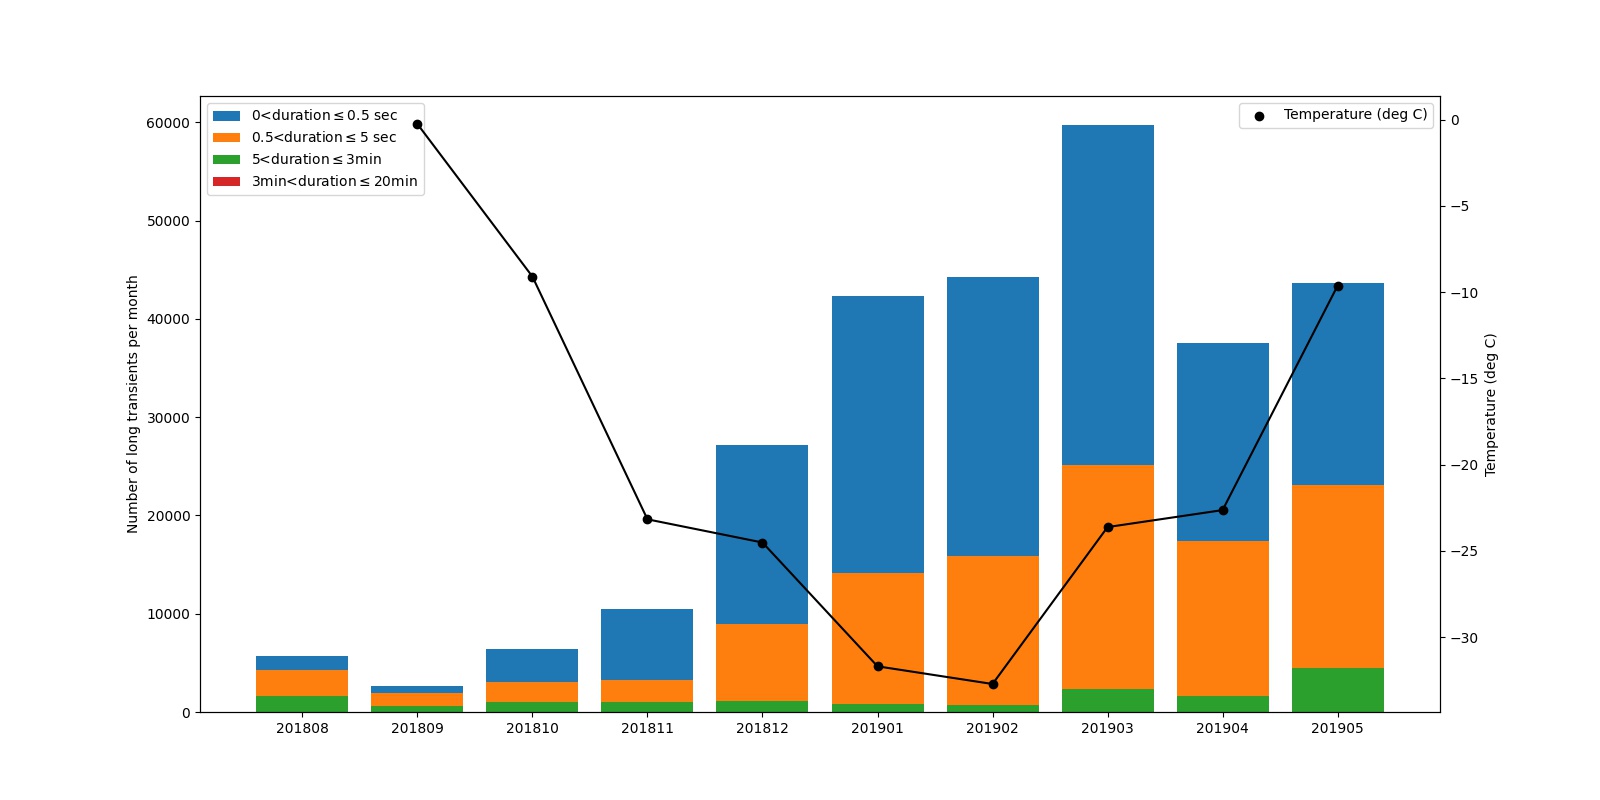 0<duration≤0.5 sec
0.5<duration≤5 sec
5<duration≤3min
3min<duration≤20min
Temperature (deg C)
60000
50000
40000
30000
20000
10000
0
Number of long transients per month
0
−5
−10
−15
−20
−25
−30
Temperature (deg C)
201808 201809 201810 201811 201812 201901 201902 201903 201904 201905